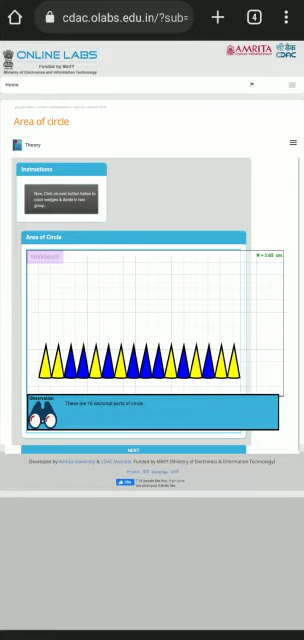 cdac.olabs.edu.in/?sub=
4
ONLINE LABS
Funded by MeitY
Ministry of Electronics and Information Technology
AMRITA
सी डैक
CDAC
Home
Area of circle
Theory
Instructions
Now, Click on next button below to
color wedges & divide in two
group.
Area of Circle
Workbench
R = 2.65 cm.
Observation
There are 16 sectorial parts of circle.
NEXT
Developed by Amrita University & CDAC Mumbai. Funded by MeitY (Ministry of Electronics & Information Technology)
Like